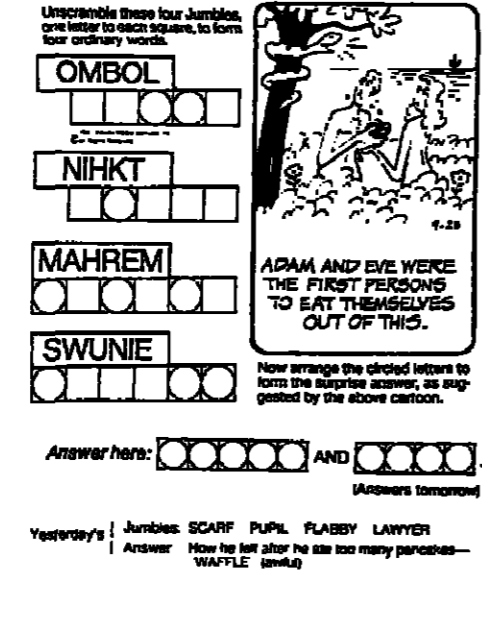 Unscramble these four Jumbles,
one letter to each square, to form
four ordinary words.
OMBOL
NIHKT
MAHREM
SWUNIE
9-28
ADAM AND EVE WERE
THE FIRST PERSONS
TO EAT THEMSELVES
OUT OF THIS.
Now arrange the circled letters to
form the surprise answer, as sug-
gested by the above cartoon.
Answer here: AND .
(Answers tomorrow)
Yesterday's
Jumbles: SCARF PUPIL FLABBY LAWYER
Answer How he felt after he ate too many pancakes—
"WAFFLE" (awful)